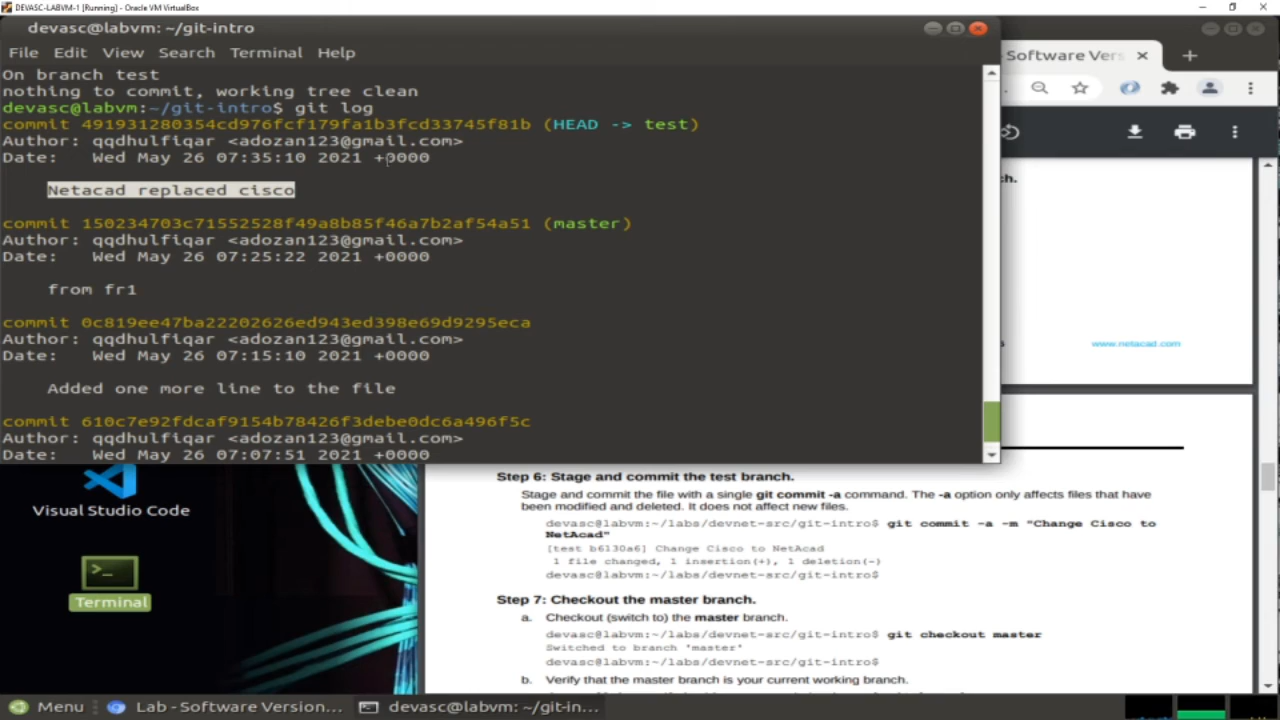 DEVASC-LABVM-1 [Running] - Oracle VM VirtualBox
devasc@labvm: ~/git-intro
File Edit View Search Terminal Help
On branch test
nothing to commit, working tree clean
devasc@labvm:~/git-intro$ git log
commit 491931280354cd976fcf179fa1b3fcd33745f81b (HEAD -> test)
Author: qqdhulfiqar <adozan123@gmail.com>
Date:   Wed May 26 07:35:10 2021 +0000
Netacad replaced cisco
commit 150234703c71552528f49a8b85f46a7b2af54a51 (master)
Author: qqdhulfiqar <adozan123@gmail.com>
Date:   Wed May 26 07:25:22 2021 +0000
from fr1
commit 0c819ee47ba22202626ed943ed398e69d9295eca
Author: qqdhulfiqar <adozan123@gmail.com>
Date:   Wed May 26 07:15:10 2021 +0000
Added one more line to the file
commit 610c7e92fdcaf9154b78426f3debe0dc6a496f5c
Author: qqdhulfiqar <adozan123@gmail.com>
Date:   Wed May 26 07:07:51 2021 +0000
Software Vers
ch.
www.netacad.com
Step 6: Stage and commit the test branch.
Stage and commit the file with a single git commit -a command. The -a option only affects files that have
been modified and deleted. It does not affect new files.
devasc@labvm:~/labs/devnet-src/git-intro$ git commit -a -m "Change Cisco to
NetAcad"
[test b6130a6] Change Cisco to NetAcad
1 file changed, 1 insertion(+), 1 deletion(-)
devasc@labvm:~/labs/devnet-src/git-intro$
Step 7: Checkout the master branch.
a. Checkout (switch to) the master branch.
devasc@labvm:~/labs/devnet-src/git-intro$ git checkout master
Switched to branch 'master'
devasc@labvm:~/labs/devnet-src/git-intro$
b. Verify that the master branch is your current working branch.
Visual Studio Code
Terminal
Menu
Lab - Software Version...
devasc@labvm: ~/git-in...